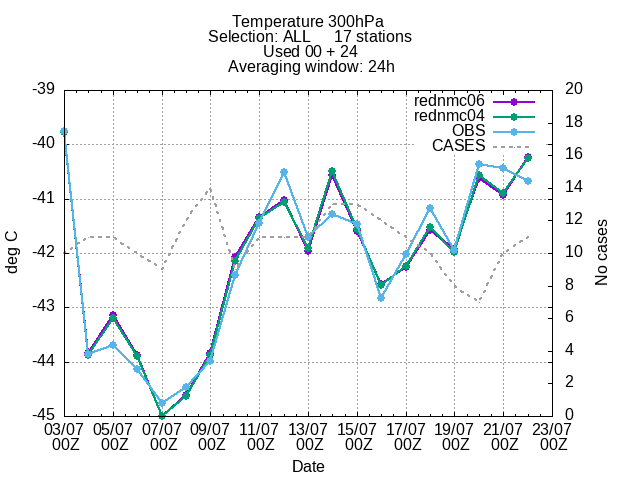 Temperature 300hPa
Selection: ALL 17 stations
Used 00 + 24
Averaging window: 24h
rednmc06
rednmc04
OBS
CASES
-39
-40
-41
-42
-43
-44
-45
deg C
20
18
16
14
12
10
8
6
4
2
0
No cases
03/07 05/07 07/07 09/07 11/07 13/07 15/07 17/07 19/07 21/07 23/07
00Z 00Z 00Z 00Z 00Z 00Z 00Z 00Z 00Z 00Z 00Z
Date